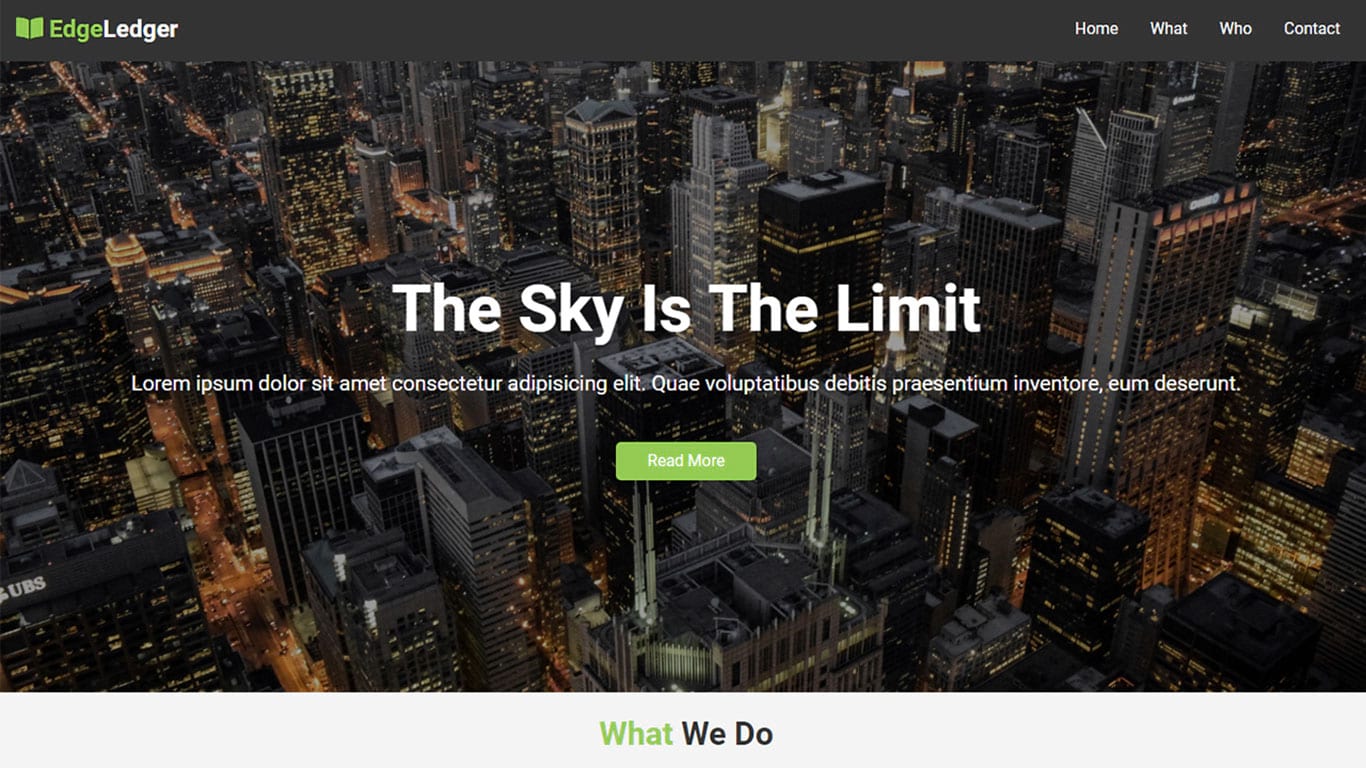 EdgeLedger
Home What Who Contact
The Sky Is The Limit
Lorem ipsum dolor sit amet consectetur adipisicing elit. Quae voluptatibus debitis praesentium inventore, eum deserunt.
Read More
UBS
What We Do